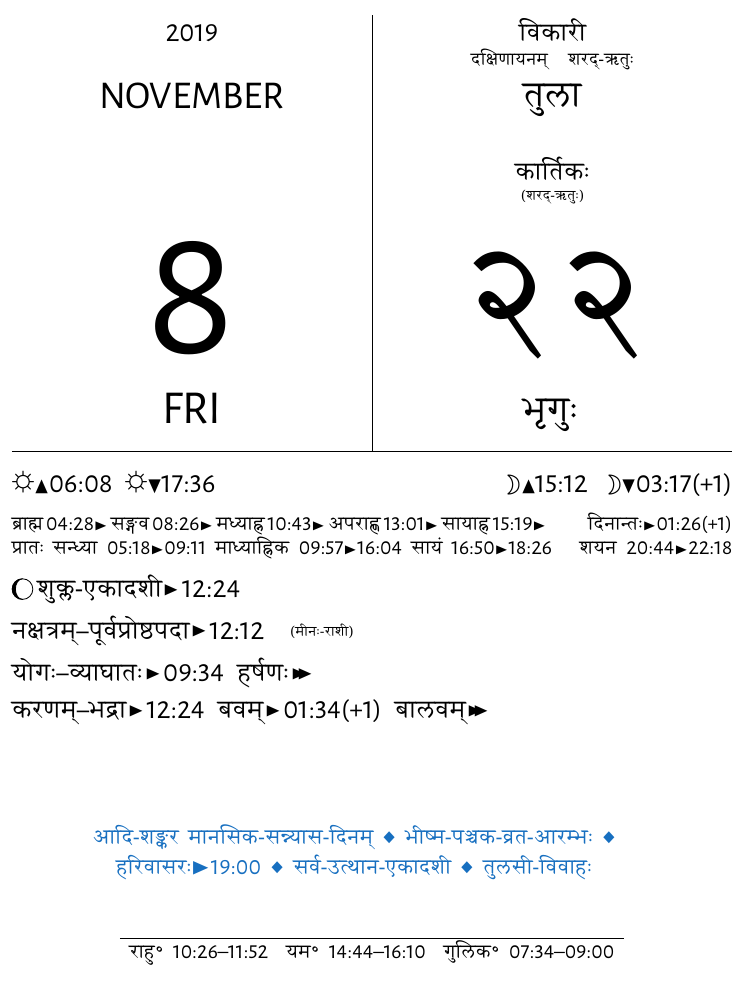 2019
NOVEMBER
8
FRI
विकारी
दक्षिणायनम् शरद्-ऋतुः
तुला
कार्तिकः
(शरद्-ऋतुः)
२२
भृगुः
☼▲06:08 ☼▼17:36 ☽▲15:12 ☽▼03:17(+1)
ब्राह्म 04:28► सङ्गव 08:26► मध्याह्न 10:43► अपराह्ण 13:01► सायाह्न 15:19► दिनान्तः►01:26(+1)
प्रातः सन्ध्या 05:18►09:11 माध्याह्निक 09:57►16:04 सायं 16:50►18:26 शयन 20:44►22:18
शुक्ल-एकादशी►12:24
नक्षत्रम्–पूर्वप्रोष्ठपदा►12:12 (मीनः-राशी)
योगः–व्याघातः►09:34 हर्षणः►►
करणम्–भद्रा►12:24 बवम्►01:34(+1) बालवम्►►
आदि-शङ्कर मानसिक-सन्न्यास-दिनम् ◆ भीष्म-पञ्चक-व्रत-आरम्भः ◆
हरिवासरः►19:00 ◆ सर्व-उत्थान-एकादशी ◆ तुलसी-विवाहः
राहु° 10:26–11:52 यम° 14:44–16:10 गुलिक° 07:34–09:00